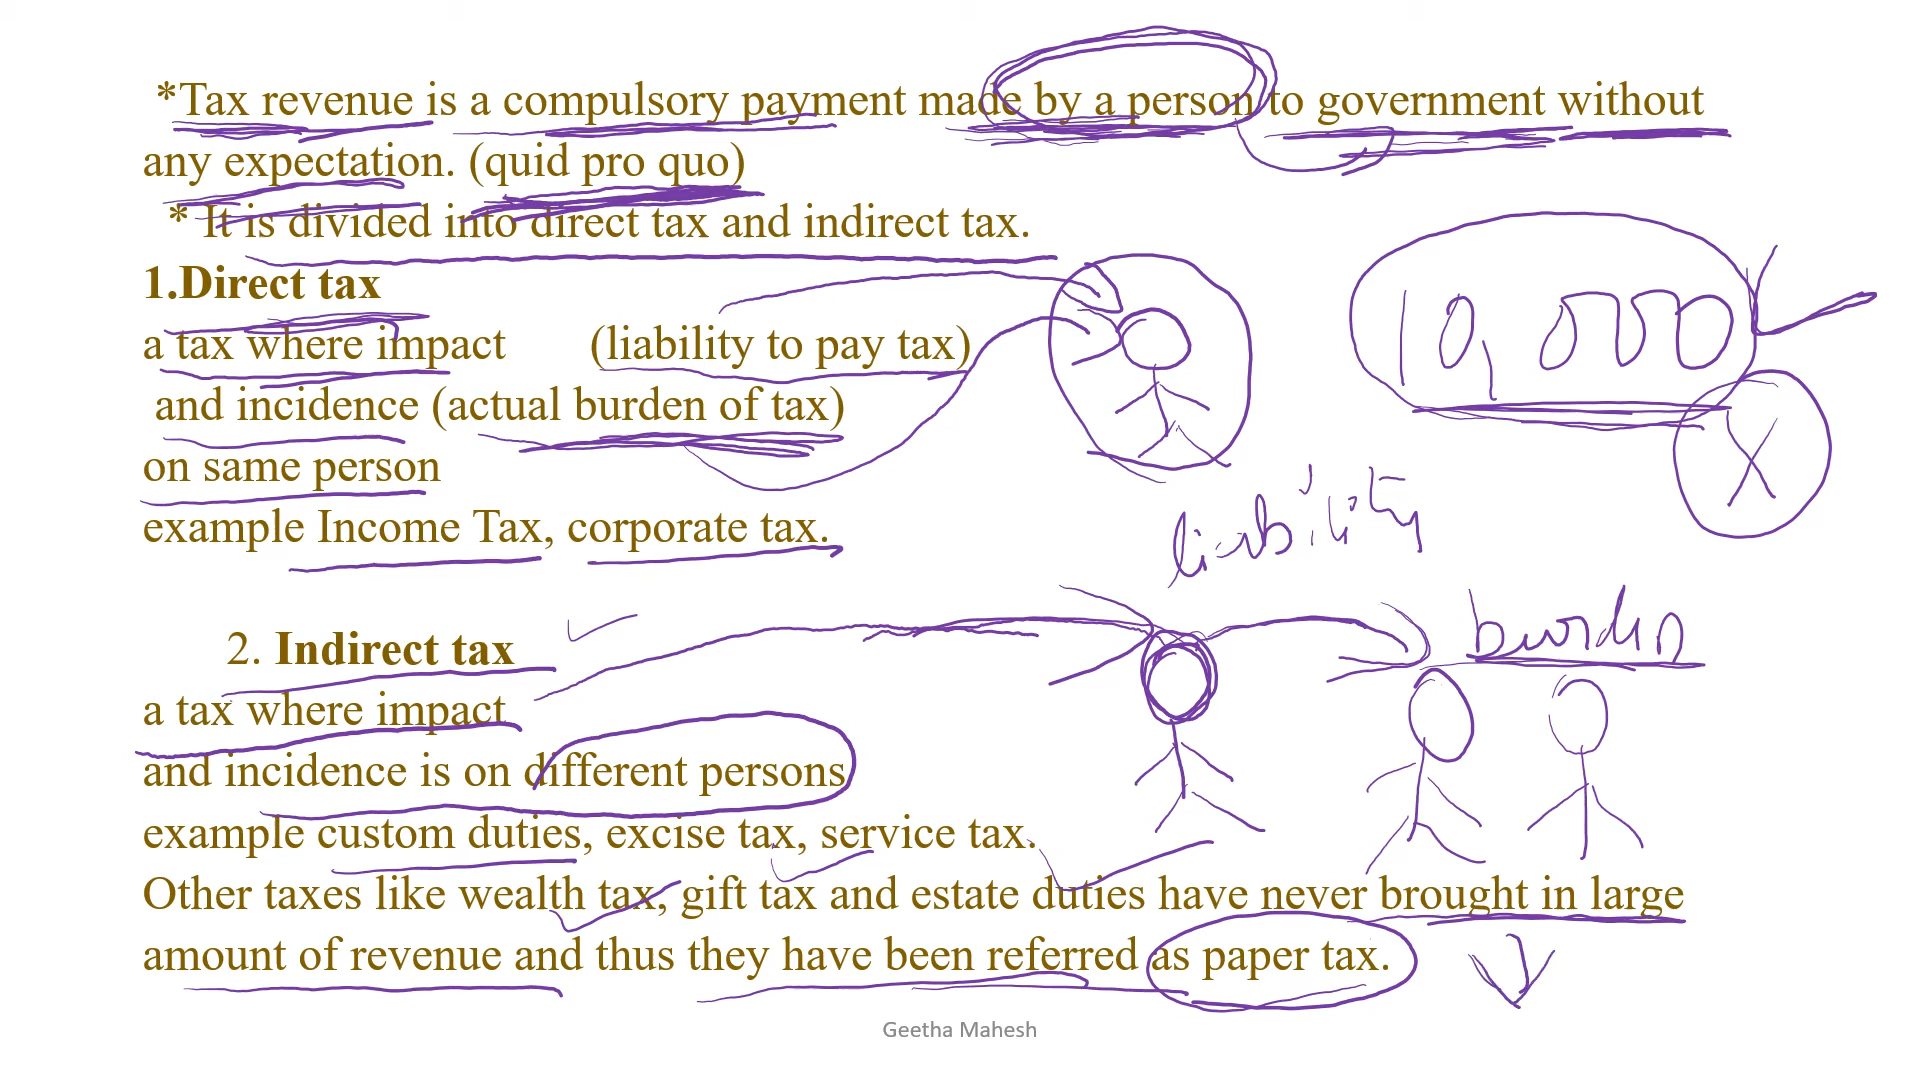 *Tax revenue is a compulsory payment made by a person to government without
any expectation. (quid pro quo)
* It is divided into direct tax and indirect tax.
1.Direct tax
a tax where impact (liability to pay tax)
and incidence (actual burden of tax)
on same person
example Income Tax, corporate tax.
10,000
X
liability
2. Indirect tax
burden
a tax where impact
and incidence is on different persons
example custom duties, excise tax, service tax.
Other taxes like wealth tax, gift tax and estate duties have never brought in large
amount of revenue and thus they have been referred as paper tax.
Geetha Mahesh